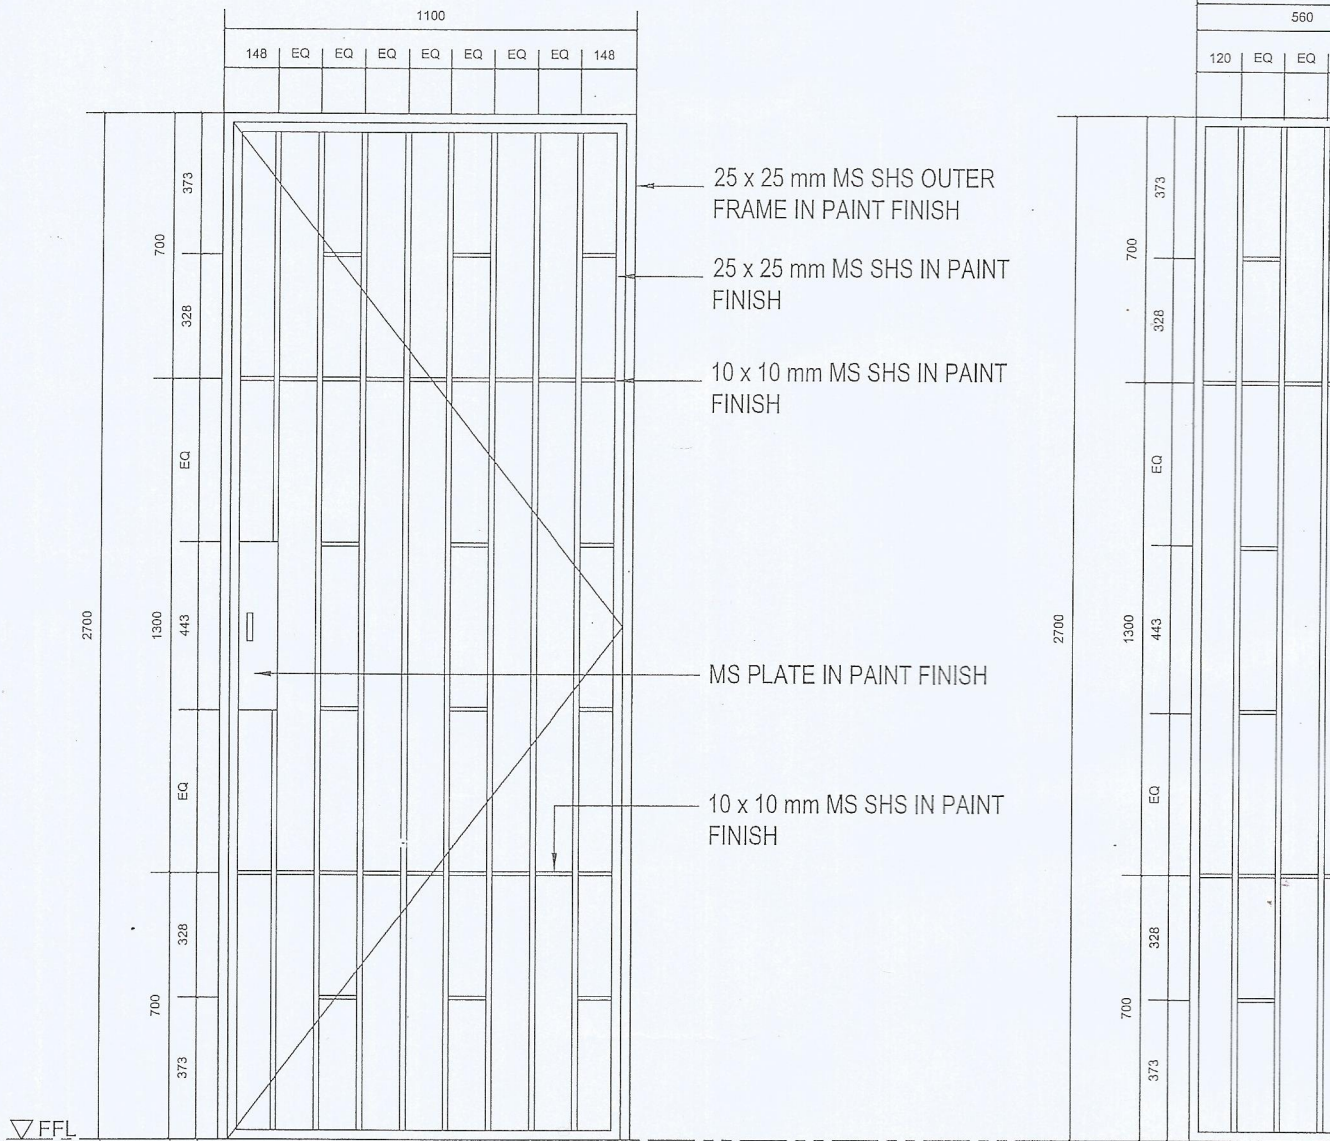 1100
560
148 EQ EQ EQ EQ EQ EQ EQ 148
120 EQ EQ
373
700
328
EQ
2700
1300
443
EQ
328
700
373
25 x 25 mm MS SHS OUTER
FRAME IN PAINT FINISH
25 x 25 mm MS SHS IN PAINT
FINISH
10 x 10 mm MS SHS IN PAINT
FINISH
MS PLATE IN PAINT FINISH
10 x 10 mm MS SHS IN PAINT
FINISH
373
700
328
EQ
2700
1300
443
EQ
328
700
373
FFL